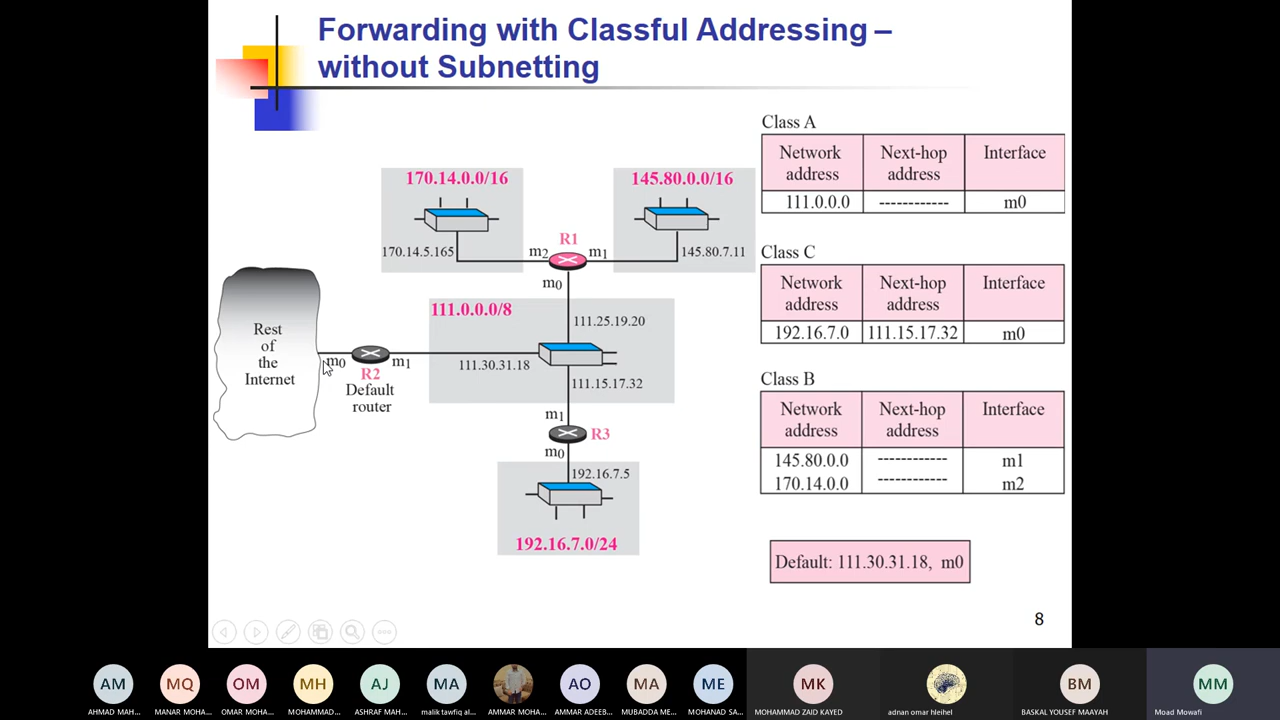 Forwarding with Classful Addressing –
without Subnetting
170.14.0.0/16
170.14.5.165
145.80.0.0/16
145.80.7.11
R1
m2
m1
m0
111.0.0.0/8
111.25.19.20
111.30.31.18
111.15.17.32
Rest
of
the
Internet
m0
m1
R2
Default
router
m1
R3
m0
192.16.7.5
192.16.7.0/24
Class A
Network address
Next-hop address
Interface
111.0.0.0 ------------ m0
Class C
Network address
Next-hop address
Interface
192.16.7.0 111.15.17.32 m0
Class B
Network address
Next-hop address
Interface
145.80.0.0 ------------ m1
170.14.0.0 ------------ m2
Default: 111.30.31.18, m0
8
AM
MQ
OM
MH
AJ
MA
AO
MA
ME
MK
BM
MM
AHMAD MAH...
MANAR MOHA...
OMAR MOHA...
MOHAMMAD...
ASHRAF MAH...
malik tawfiq al...
AMMAR MOHA...
AMMAR ADEEB...
MUBADDA ME...
MOHANAD SA...
MOHAMMAD ZAID KAYED
adnan omar hleihel
BASKAL YOUSEF MAAYAH
Moad Mowafi